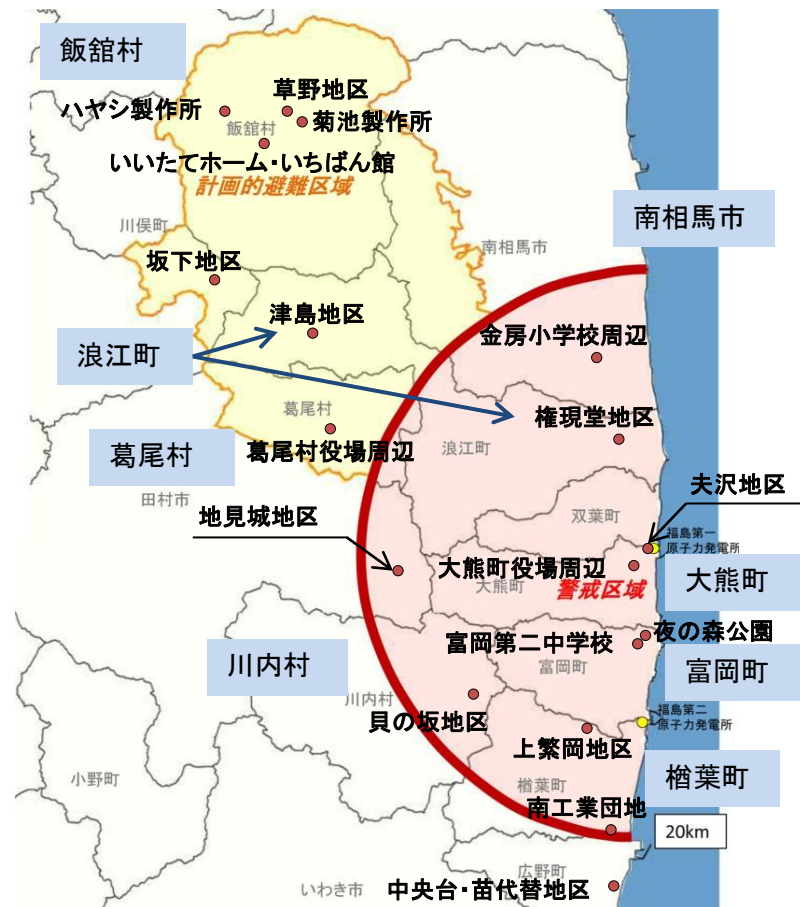 飯舘村
草野地区
ハヤシ製作所
菊池製作所
飯舘村
いいたてホーム・いちばん館
計画的避難区域
南相馬市
川俣町
南相馬市
坂下地区
津島地区
金房小学校周辺
浪江町
権現堂地区
葛尾村
浪江町
葛尾村役場周辺
葛尾村
夫沢地区
田村市
地見城地区
双葉町
福島第一
原子力発電所
大熊町役場周辺
大熊町
大熊町
警戒区域
夜の森公園
富岡第二中学校
川内村
富岡町
富岡町
川内村
貝の坂地区
福島第二
原子力発電所
上繁岡地区
楢葉町
小野町
楢葉町
南工業団地
20km
広野町
いわき市
中央台・苗代替地区